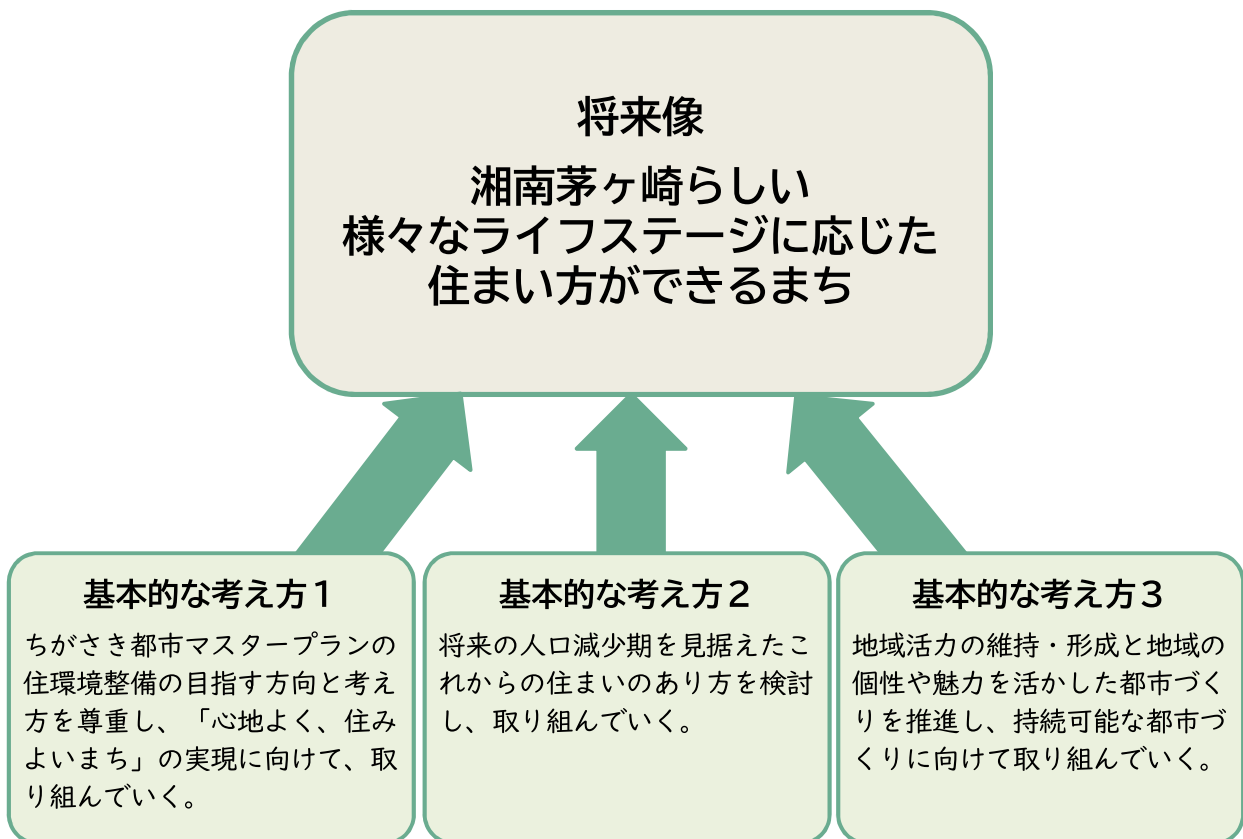 将来像
湘南茅ヶ崎らしい
様々なライフステージに応じた
住まい方ができるまち
基本的な考え方１
ちがさき都市マスタープランの
住環境整備の目指す方向と考え
方を尊重し、「心地よく、住み
よいまち」の実現に向けて、取
り組んでいく。
基本的な考え方２
将来の人口減少期を見据えたこ
れからの住まいのあり方を検討
し、取り組んでいく。
基本的な考え方３
地域活力の維持・形成と地域の
個性や魅力を活かした都市づく
りを推進し、持続可能な都市づ
くりに向けて取り組んでいく。